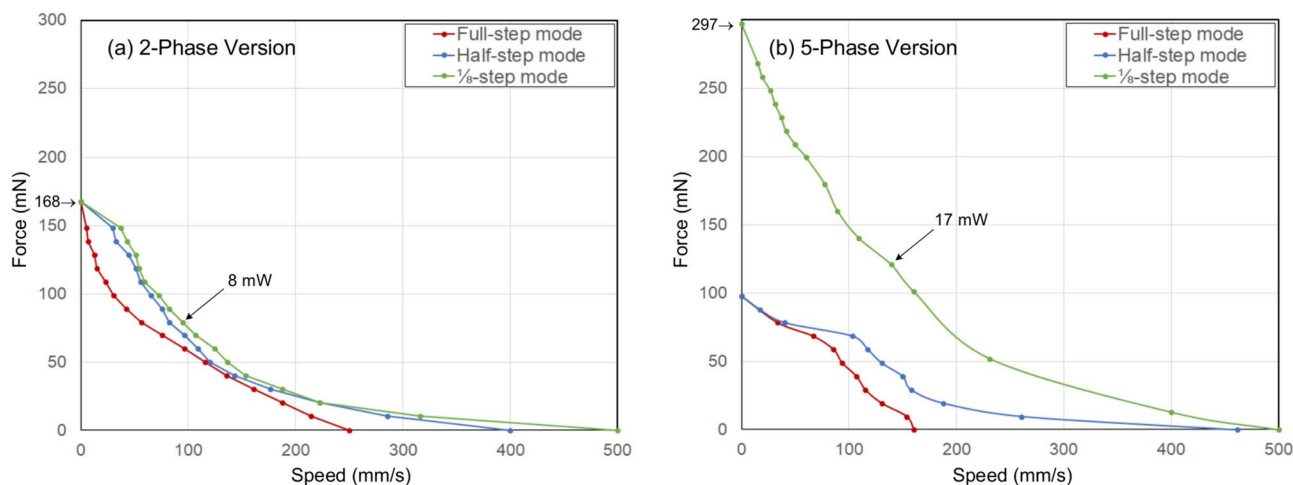 (a) 2-Phase Version
Full-step mode
Half-step mode
⅛-step mode
300
250
200
150
100
50
0
168→
8 mW
Force (mN)
0 100 200 300 400 500
Speed (mm/s)
(b) 5-Phase Version
Full-step mode
Half-step mode
⅛-step mode
297→
250
200
150
100
50
0
17 mW
Force (mN)
0 100 200 300 400 500
Speed (mm/s)